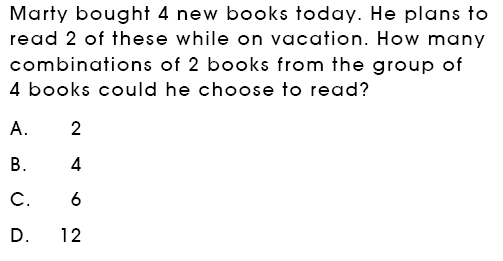 Marty bought 4 new books today. He plans to
read 2 of these while on vacation. How many
combinations of 2 books from the group of
4 books could he choose to read?
A. 2
B. 4
C. 6
D. 12